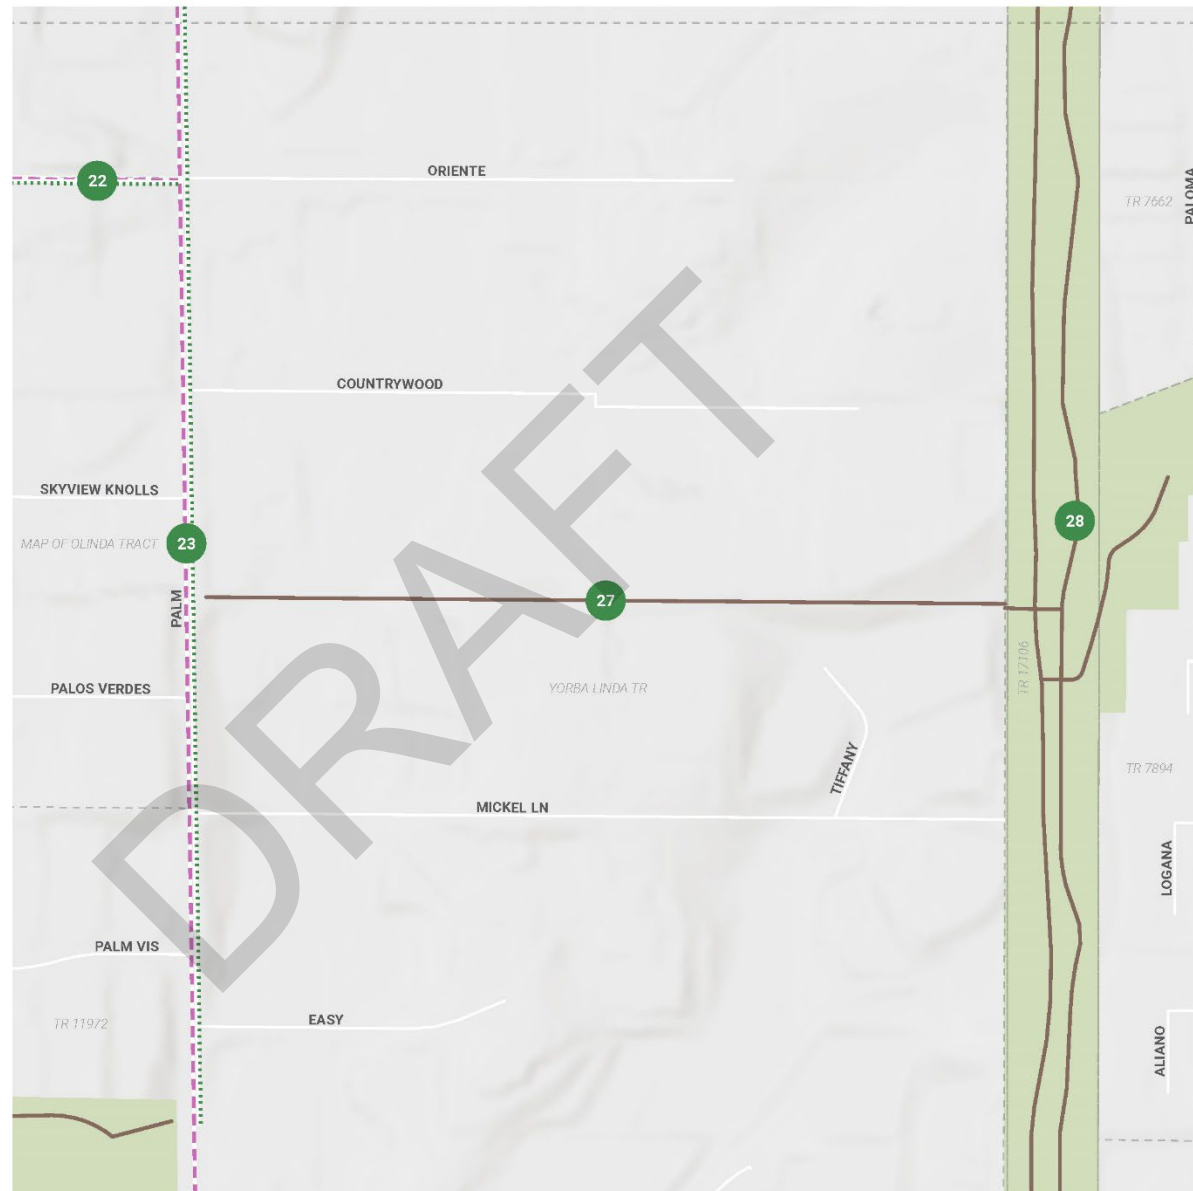 ORIENTE
22
PALOMA
TR 7662
COUNTRYWOOD
SKYVIEW KNOLLS
28
MAP OF OLINDA TRACT
23
27
PALM
TR 17106
PALOS VERDES
YORBA LINDA TR
TIFFANY
TR 7894
MICKEL LN
LOGANA
PALM VIS
TR 11972
EASY
ALIANO
DRAFT